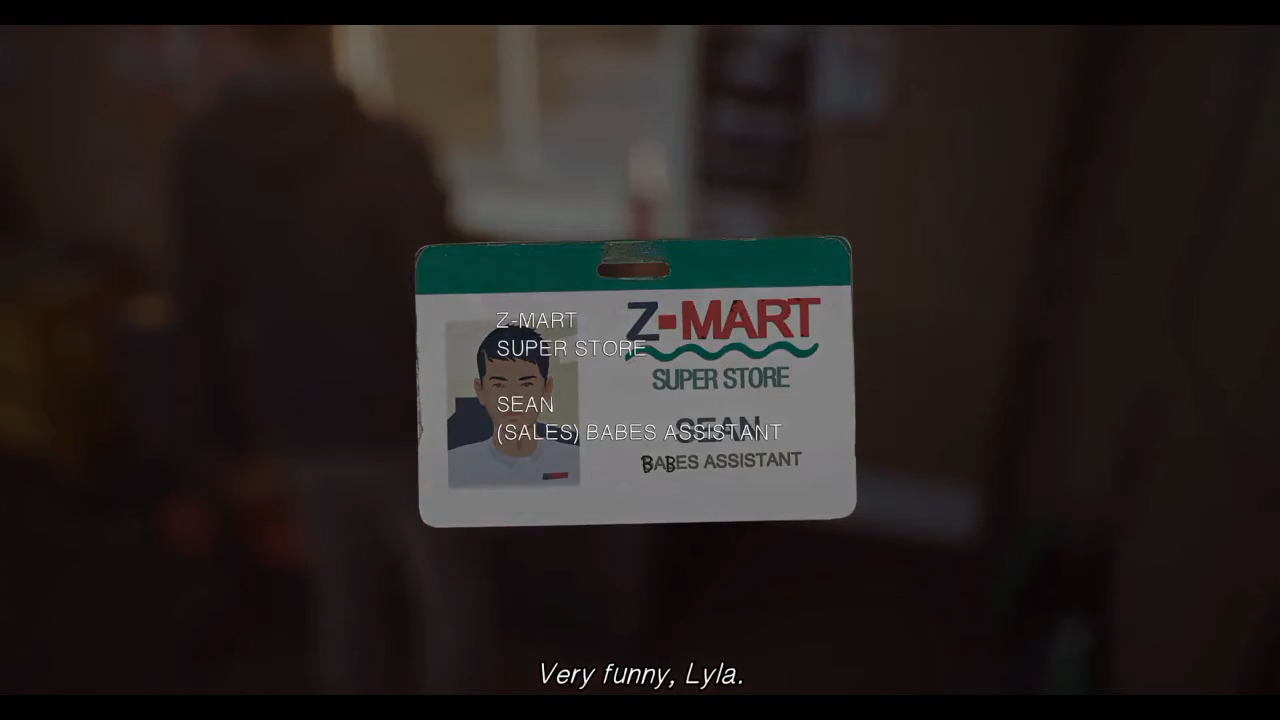 Z-MART
SUPER STORE
SEAN
(SALES) BABES ASSISTANT
Z-MART
SUPER STORE
SEAN
BABES ASSISTANT
Very funny, Lyla.